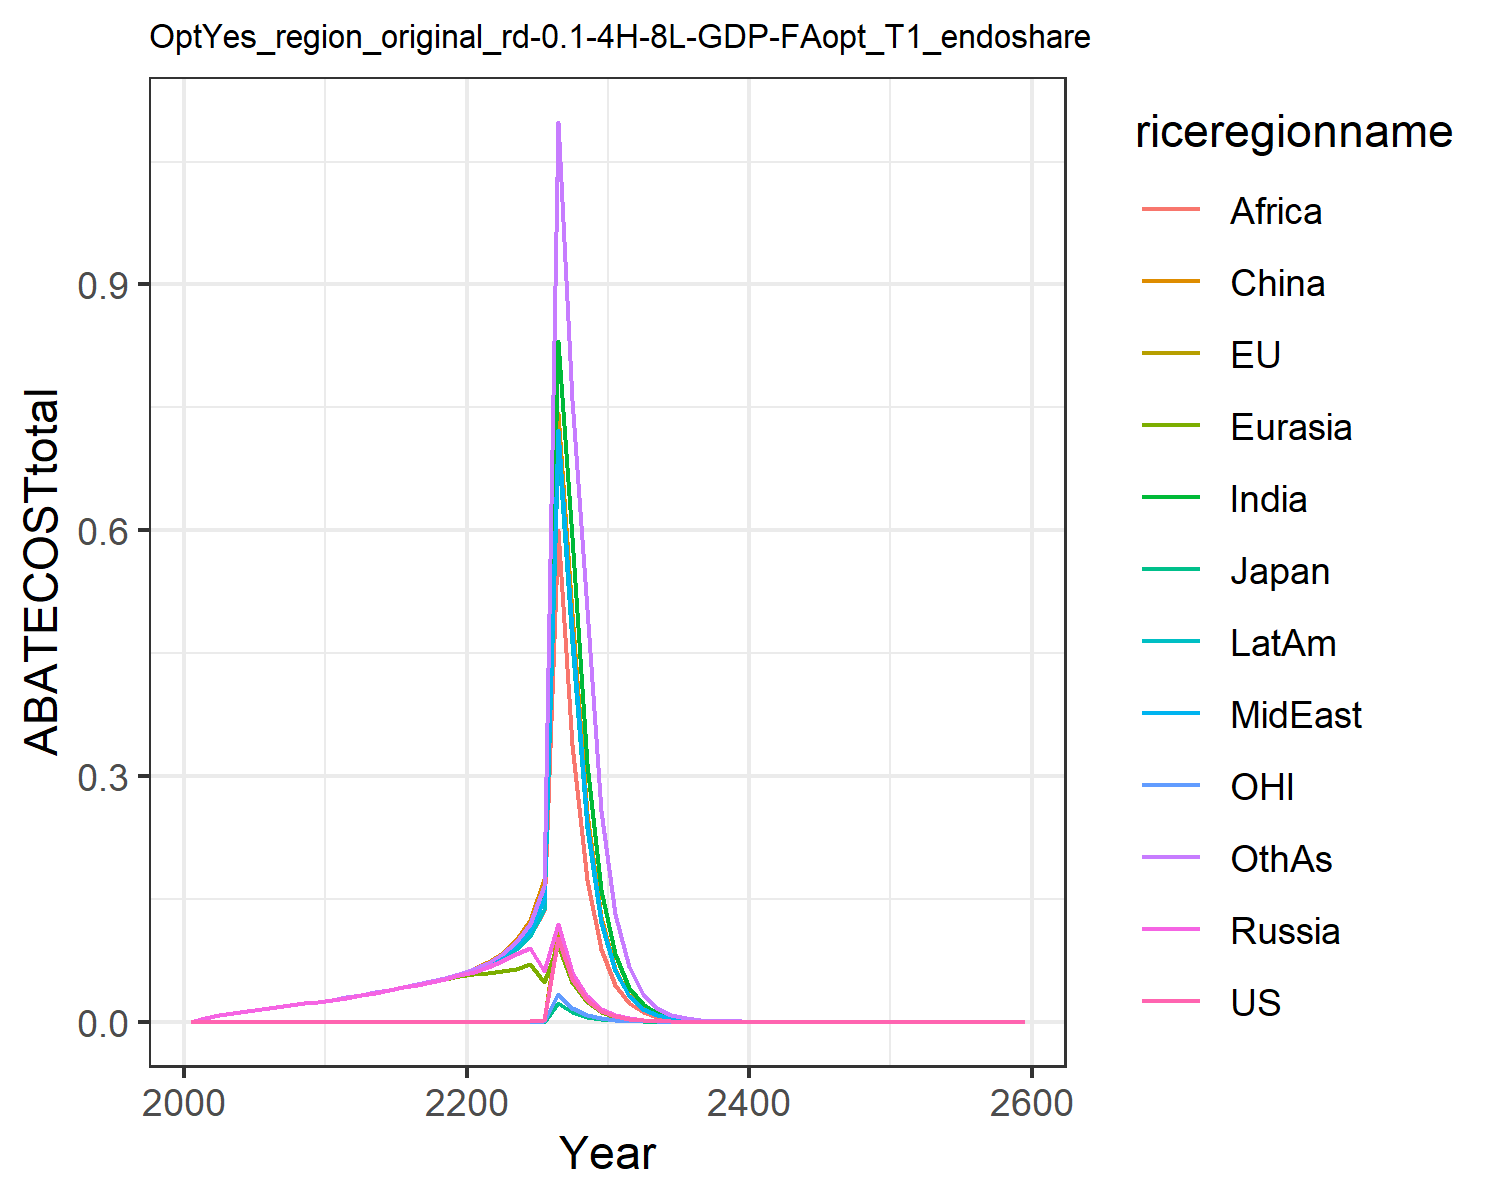 OptYes_region_original_rd-0.1-4H-8L-GDP-FAopt_T1_endoshare
ABATECOSTtotal
0.9
0.6
0.3
0.0
2000
2200
2400
2600
Year
riceregionname
Africa
China
EU
Eurasia
India
Japan
LatAm
MidEast
OHI
OthAs
Russia
US